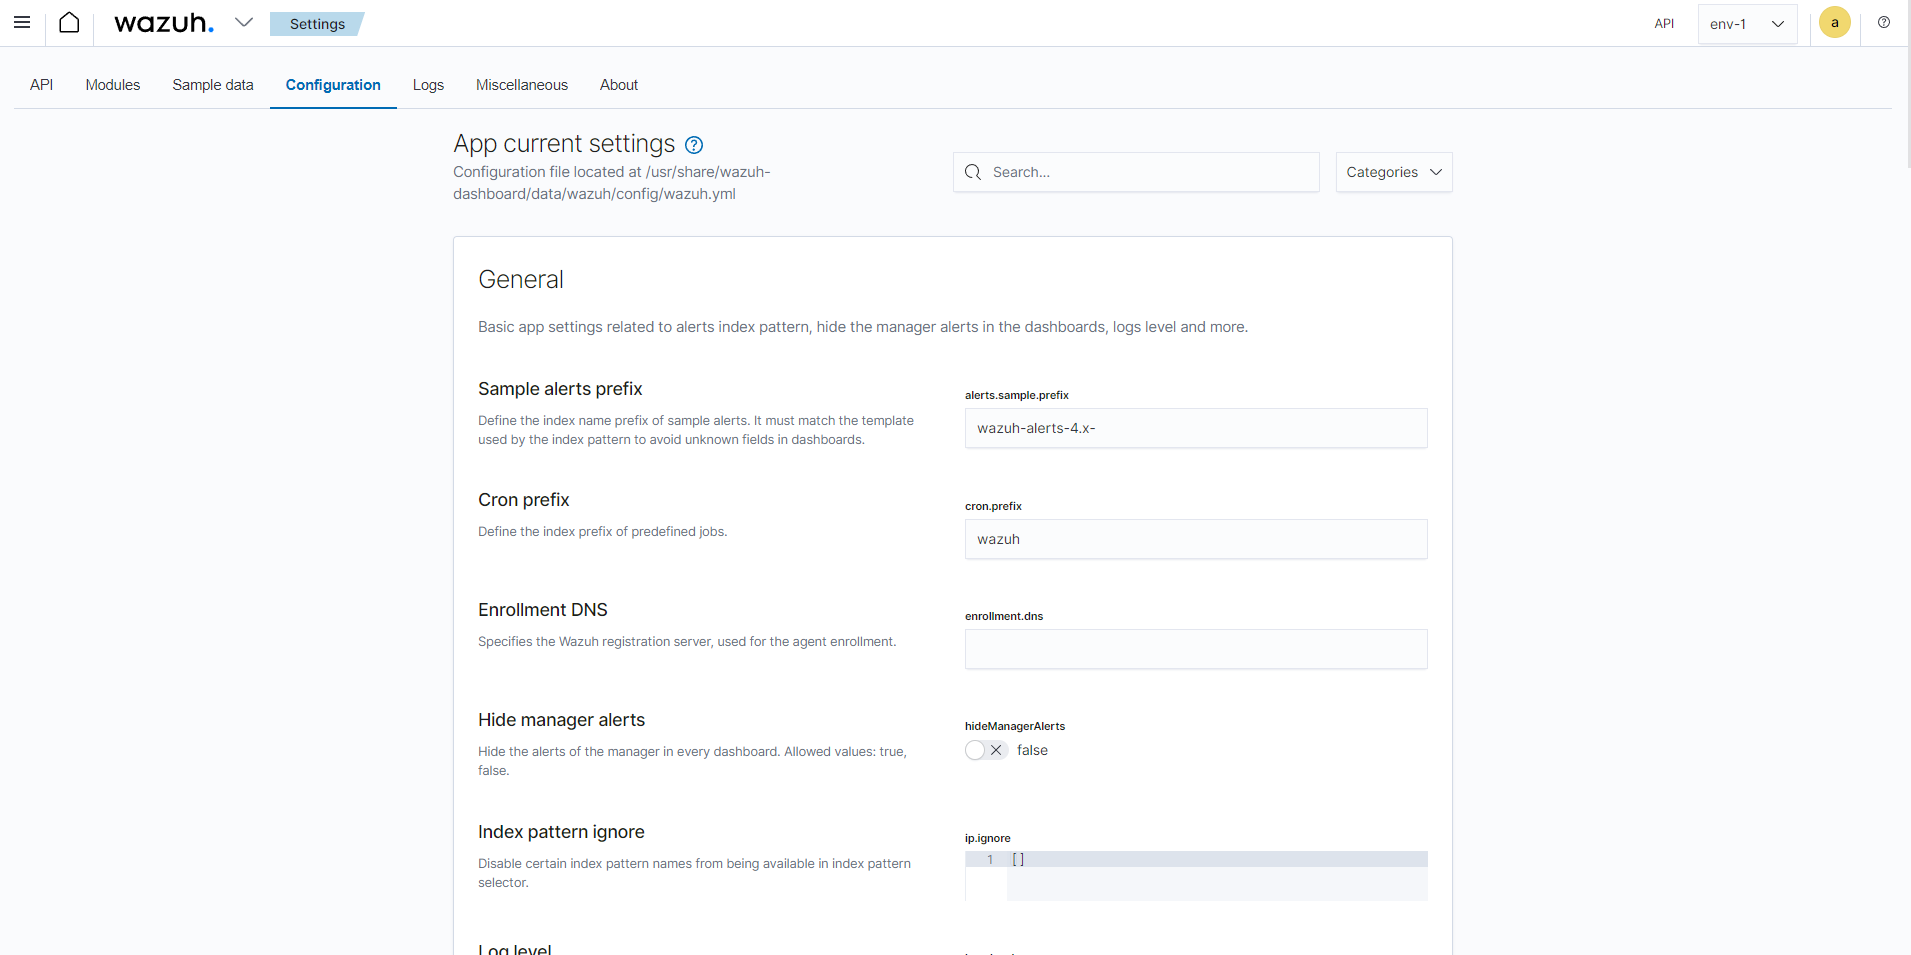 wazuh.
Settings
API
env-1
a
API
Modules
Sample data
Configuration
Logs
Miscellaneous
About
App current settings
Configuration file located at /usr/share/wazuh-
dashboard/data/wazuh/config/wazuh.yml
Search...
Categories
General
Basic app settings related to alerts index pattern, hide the manager alerts in the dashboards, logs level and more.
Sample alerts prefix
Define the index name prefix of sample alerts. It must match the template
used by the index pattern to avoid unknown fields in dashboards.
alerts.sample.prefix
wazuh-alerts-4.x-
Cron prefix
Define the index prefix of predefined jobs.
cron.prefix
wazuh
Enrollment DNS
Specifies the Wazuh registration server, used for the agent enrollment.
enrollment.dns
Hide manager alerts
Hide the alerts of the manager in every dashboard. Allowed values: true,
false.
hideManagerAlerts
false
Index pattern ignore
Disable certain index pattern names from being available in index pattern
selector.
ip.ignore
1 []
Log level